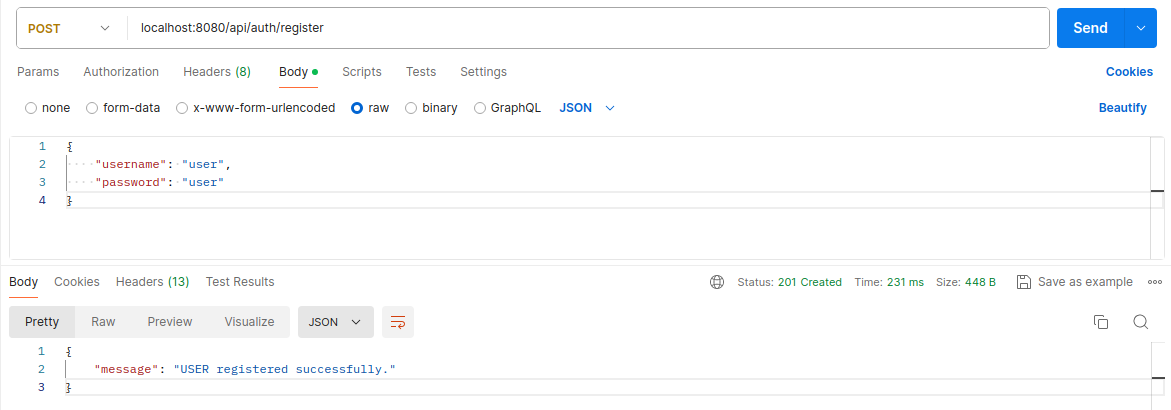 POST localhost:8080/api/auth/register Send
Params Authorization Headers (8) Body Scripts Tests Settings Cookies
none form-data x-www-form-urlencoded raw binary GraphQL JSON Beautify
1 {
2 "username": "user",
3 "password": "user"
4 }
Body Cookies Headers (13) Test Results Status: 201 Created Time: 231 ms Size: 448 B Save as example
Pretty Raw Preview Visualize JSON
1 {
2 "message": "USER registered successfully."
3 }